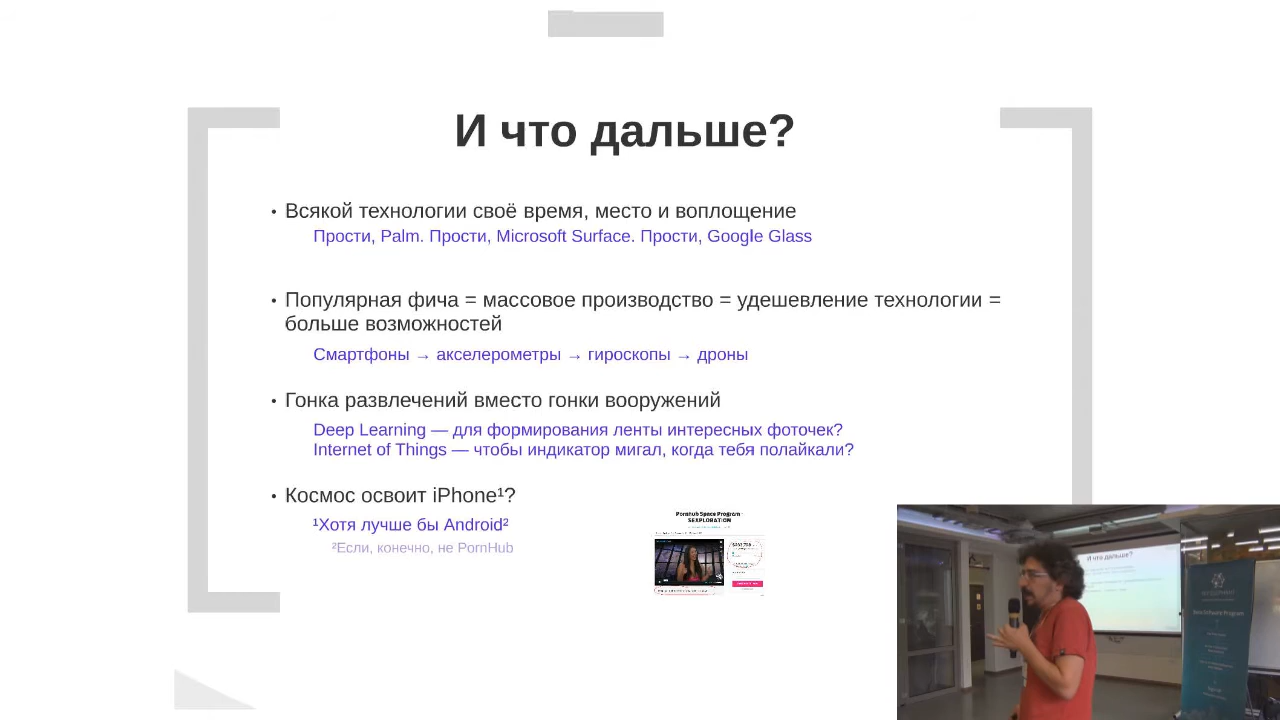 И что дальше?
• Всякой технологии своё время, место и воплощение
Прости, Palm. Прости, Microsoft Surface. Прости, Google Glass
• Популярная фича = массовое производство = удешевление технологии =
больше возможностей
Смартфоны → акселерометры → гироскопы → дроны
• Гонка развлечений вместо гонки вооружений
Deep Learning — для формирования ленты интересных фоточек?
Internet of Things — чтобы индикатор мигал, когда тебя полайкали?
• Космос освоит iPhone¹?
¹Хотя лучше бы Android²
²Если, конечно, не PornHub
Pornhub Space Program
SEXPLORATION
И что дальше?